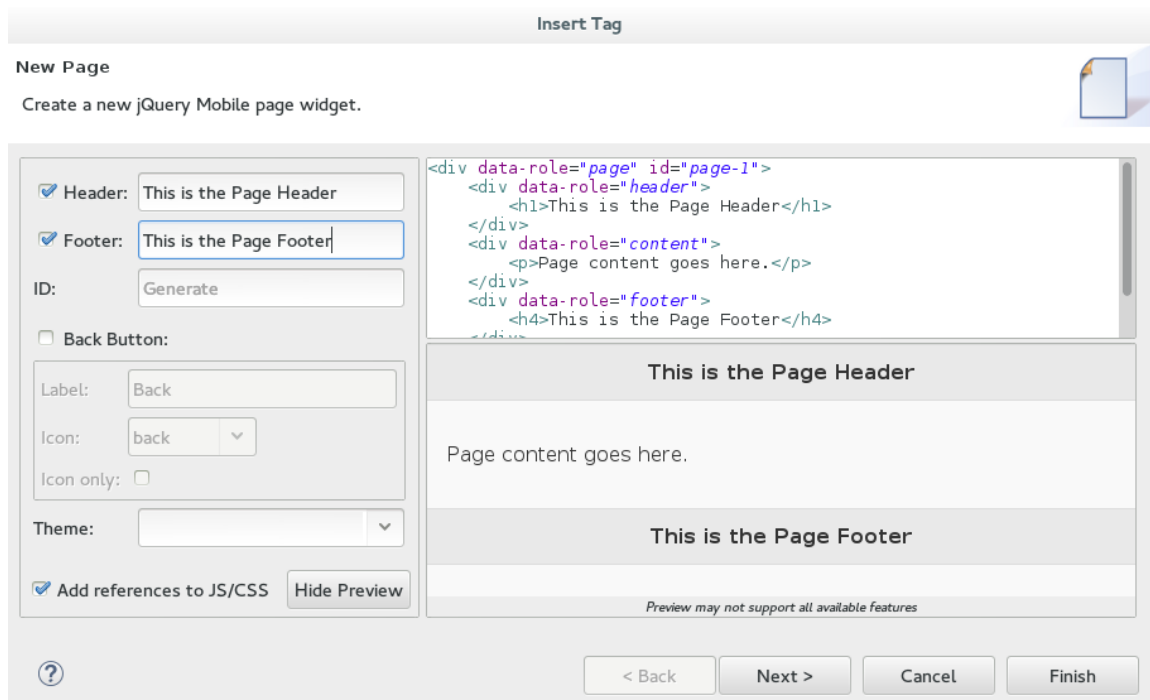 Insert Tag
New Page
Create a new jQuery Mobile page widget.
Header: This is the Page Header
Footer: This is the Page Footer
ID: Generate
Back Button:
Label: Back
Icon: back
Icon only:
Theme:
Add references to JS/CSS Hide Preview
<div data-role="page" id="page-1">
<div data-role="header">
<h1>This is the Page Header</h1>
</div>
<div data-role="content">
<p>Page content goes here.</p>
</div>
<div data-role="footer">
<h4>This is the Page Footer</h4>
</div>
This is the Page Header
Page content goes here.
This is the Page Footer
Preview may not support all available features
? < Back Next > Cancel Finish